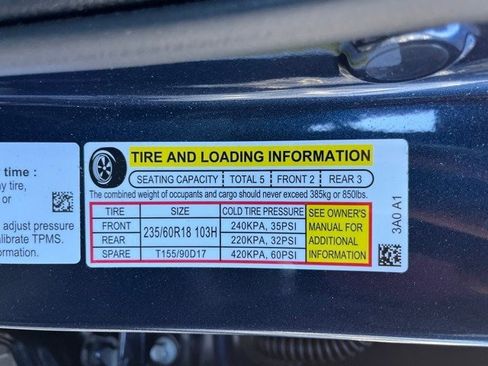 time :
y tire,
adjust pressure
alibrate TPMS.
TIRE AND LOADING INFORMATION
SEATING CAPACITY TOTAL 5 FRONT 2 REAR 3
The combined weight of occupants and cargo should never exceed 385kg or 850lbs.
TIRE SIZE COLD TIRE PRESSURE
FRONT 235/60R18 103H 240KPA, 35PSI
REAR 220KPA, 32PSI
SPARE T155/90D17 420KPA, 60PSI
SEE OWNER'S
MANUAL FOR
ADDITIONAL
INFORMATION
3A0 A1